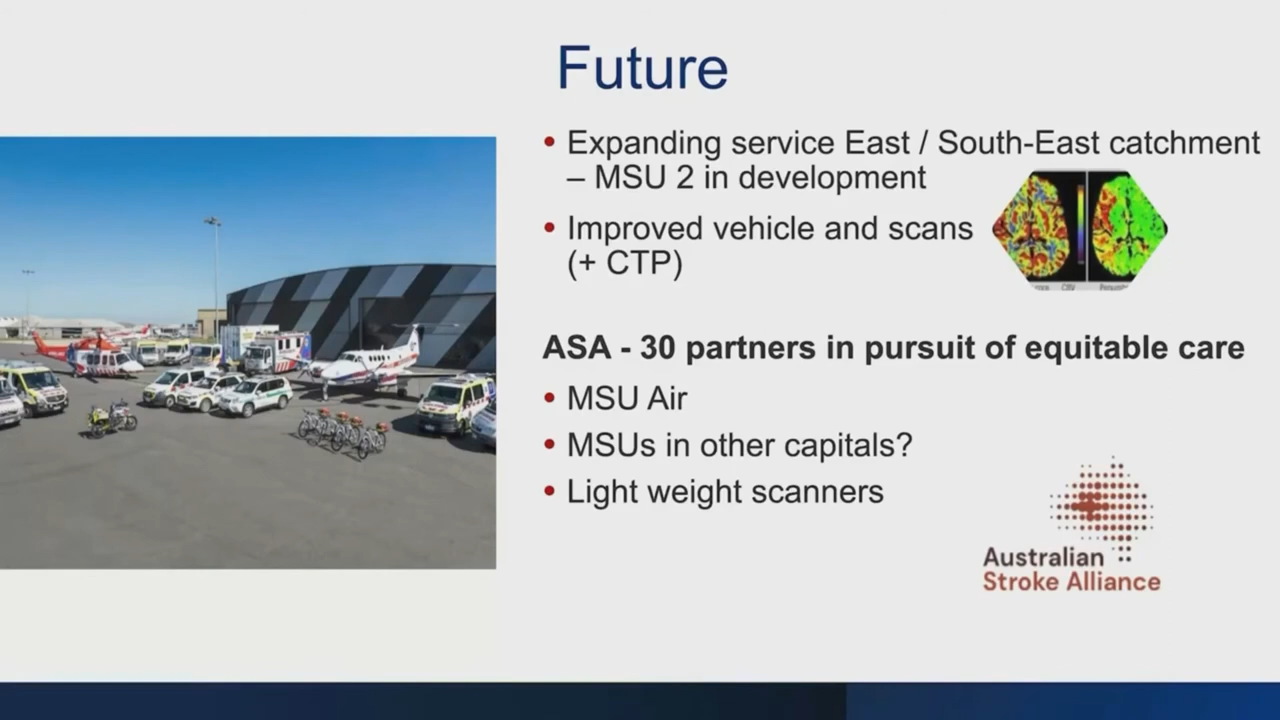 Future
• Expanding service East / South-East catchment
– MSU 2 in development
• Improved vehicle and scans
(+ CTP)
ASA - 30 partners in pursuit of equitable care
• MSU Air
• MSUs in other capitals?
• Light weight scanners
Australian
Stroke Alliance